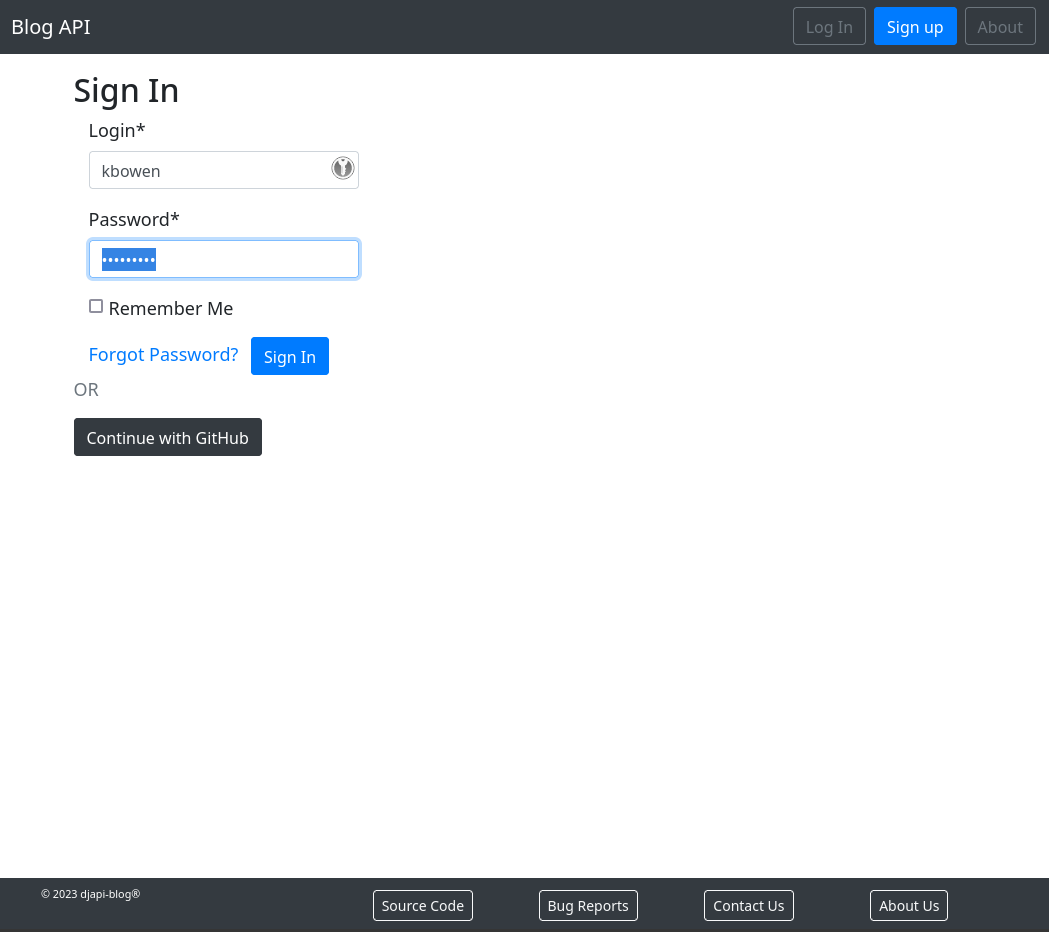 Blog API Log In Sign up About
Sign In
Login*
kbowen
Password*
•••••••••
Remember Me
Forgot Password? Sign In
OR
Continue with GitHub
© 2023 djapi-blog® Source Code Bug Reports Contact Us About Us